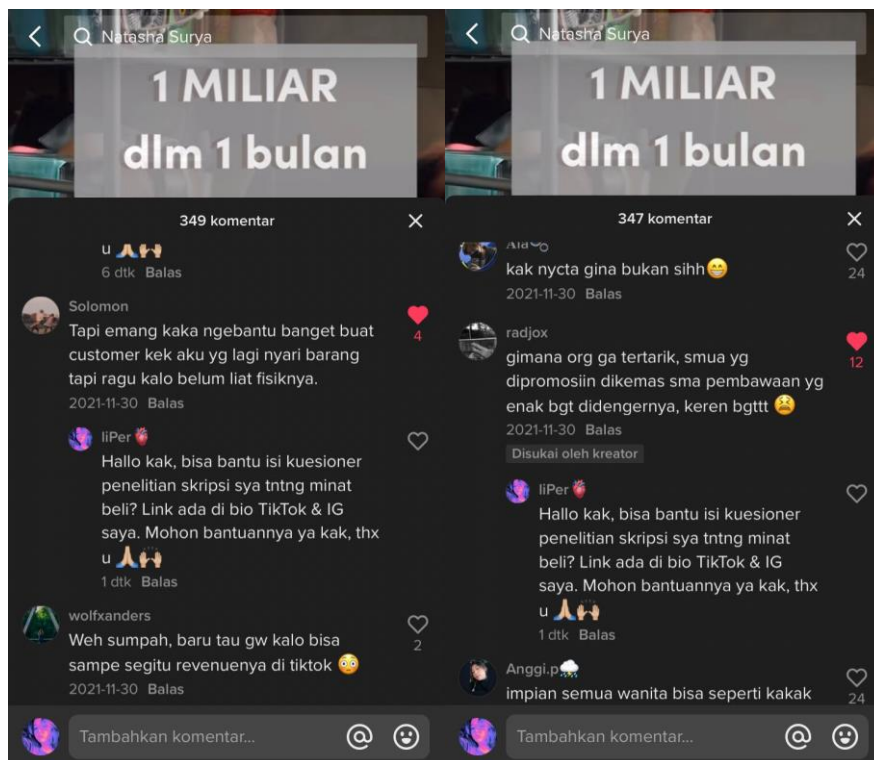 Natasha Surya
1 MILIAR
dlm 1 bulan
349 komentar
u 🙏🏼🙌🏼
6 dtk Balas
Solomon
Tapi emang kaka ngebantu banget buat
customer kek aku yg lagi nyari barang
tapi ragu kalo belum liat fisiknya.
4
2021-11-30 Balas
liPer🫀
Hallo kak, bisa bantu isi kuesioner
penelitian skripsi sya tntng minat
beli? Link ada di bio TikTok & IG
saya. Mohon bantuannya ya kak, thx
u 🙏🏼🙌🏼
1 dtk Balas
wolfxanders
Weh sumpah, baru tau gw kalo bisa
sampe segitu revenuenya di tiktok 😳
2
2021-11-30 Balas
Tambahkan komentar...
Natasha Surya
1 MILIAR
dlm 1 bulan
347 komentar
kak nycta gina bukan sihh😁
24
2021-11-30 Balas
radjox
gimana org ga tertarik, smua yg
dipromosiin dikemas sma pembawaan yg
enak bgt didengernya, keren bgttt 😫
12
2021-11-30 Balas
Disukai oleh kreator
liPer🫀
Hallo kak, bisa bantu isi kuesioner
penelitian skripsi sya tntng minat
beli? Link ada di bio TikTok & IG
saya. Mohon bantuannya ya kak, thx
u 🙏🏼🙌🏼
1 dtk Balas
Anggi.p🌧️
impian semua wanita bisa seperti kakak
24
Tambahkan komentar...